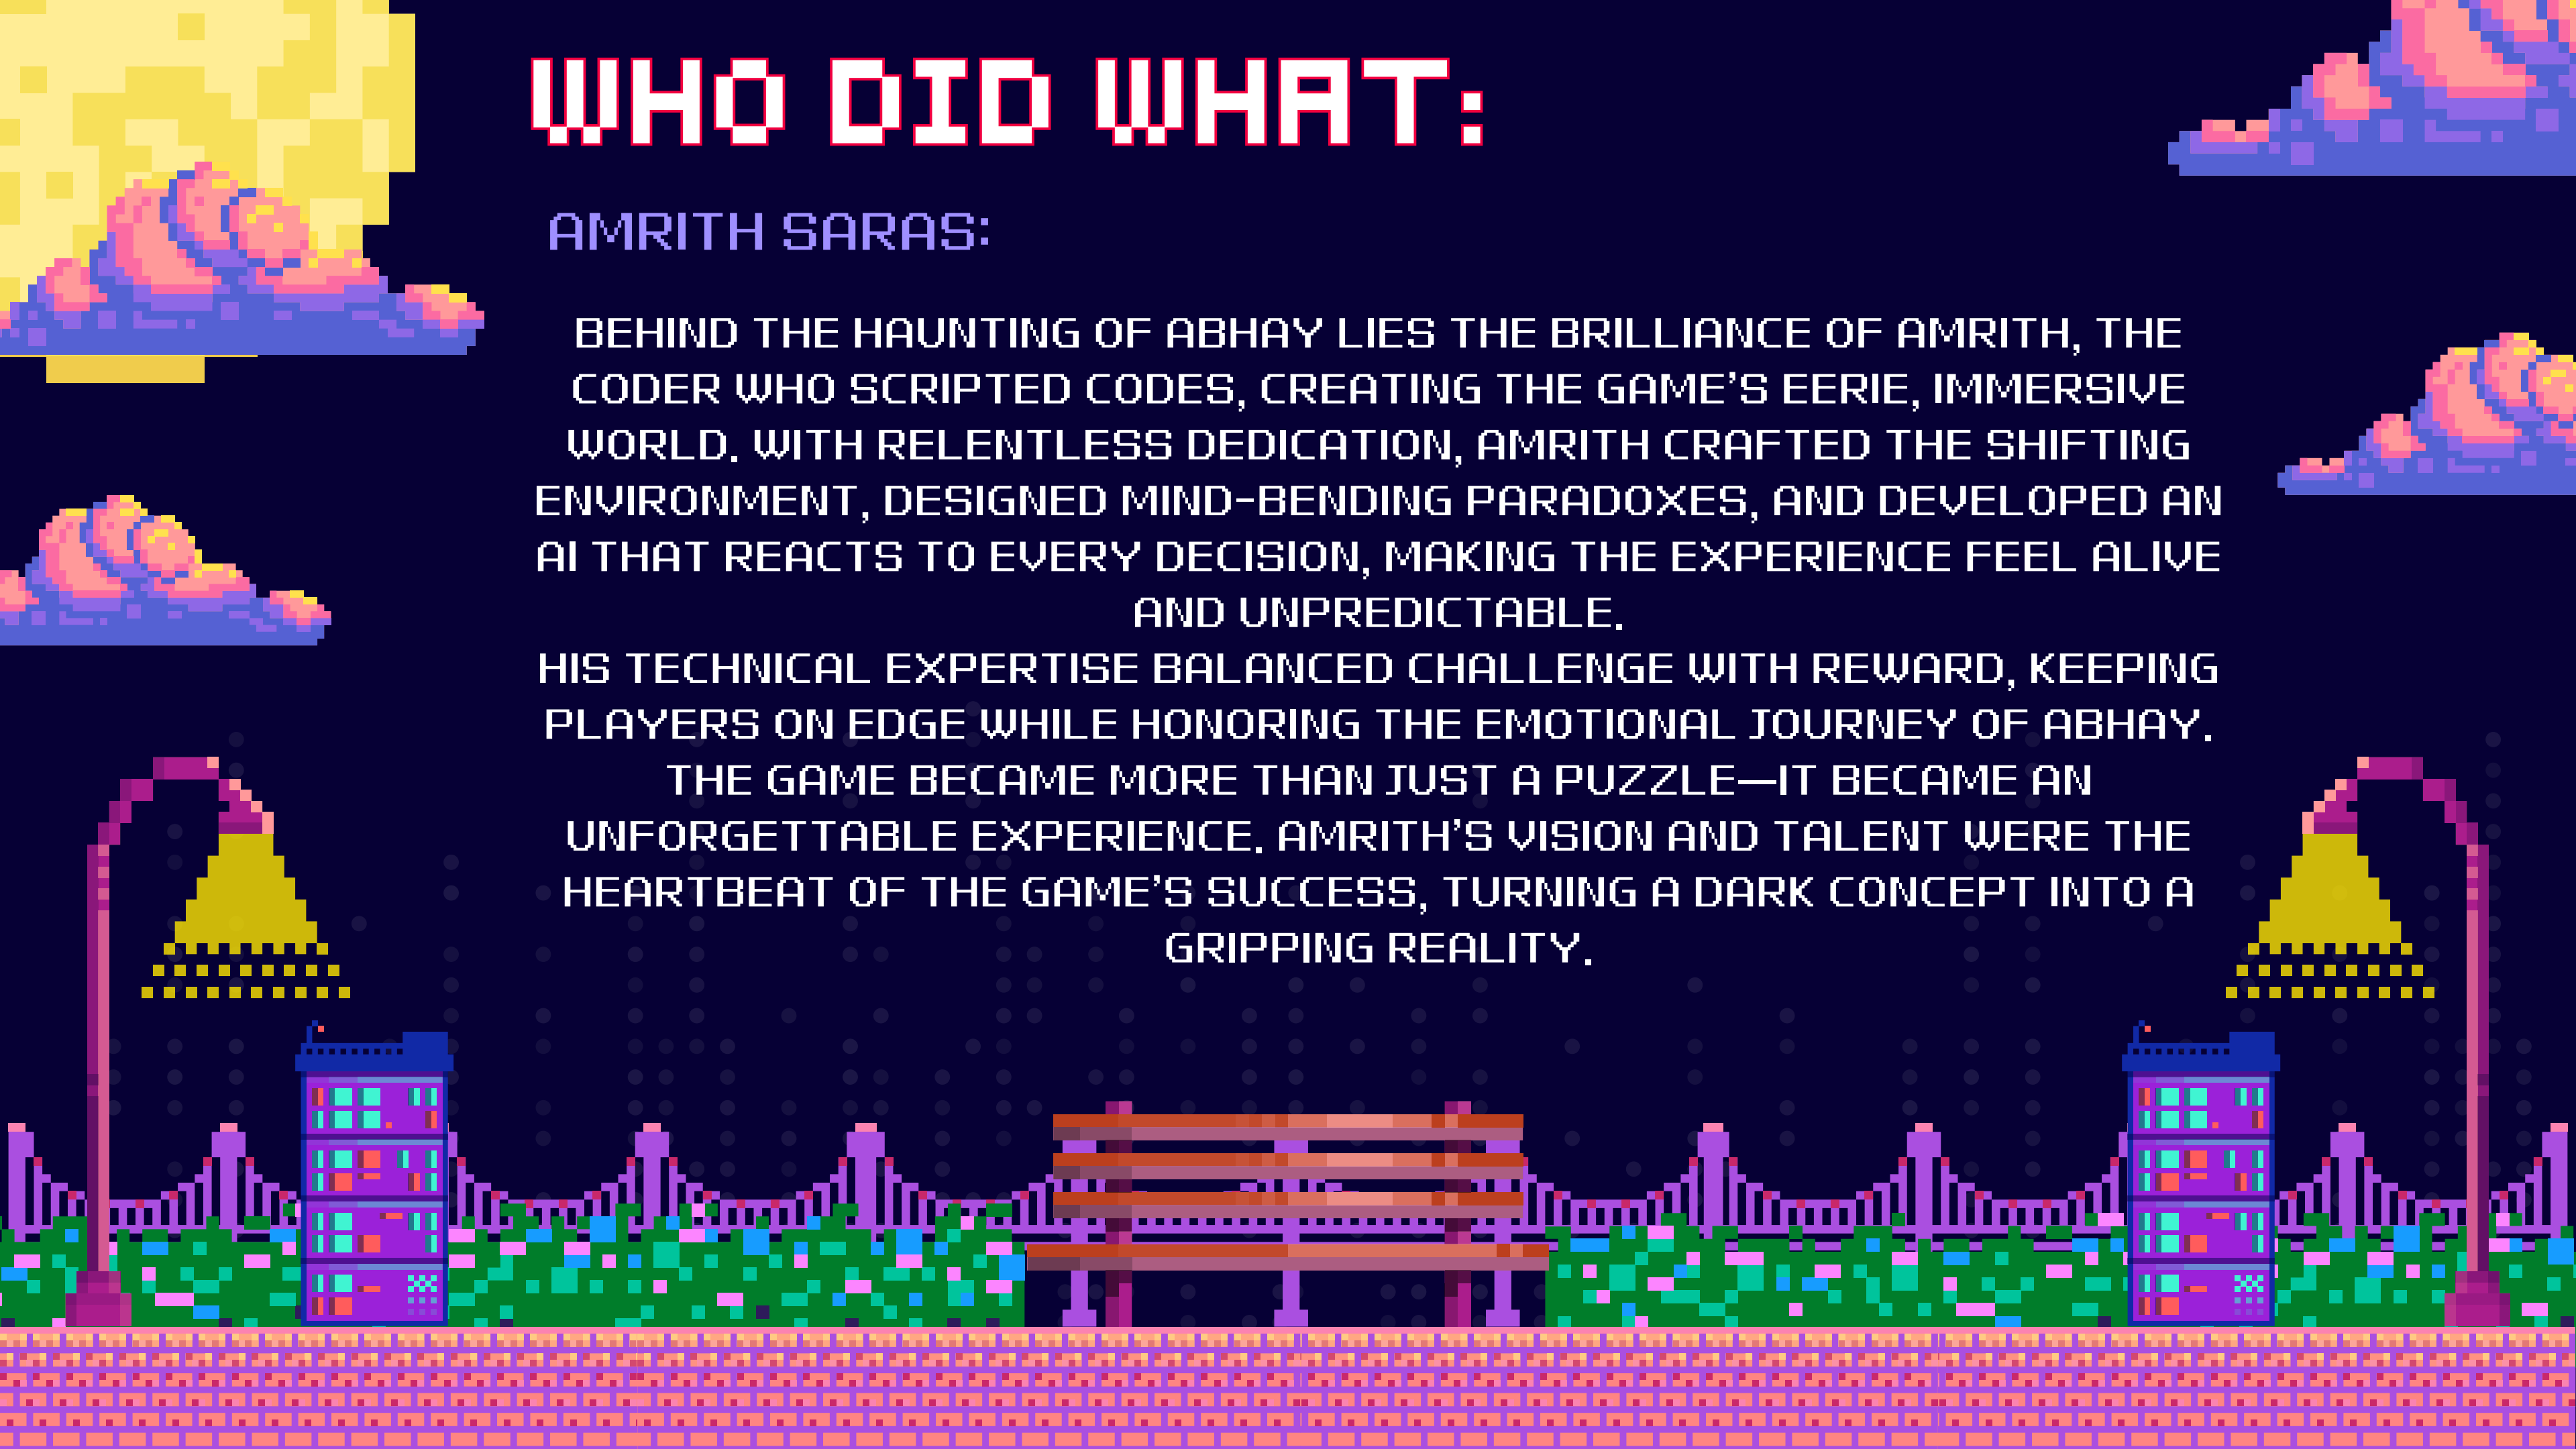 WHO DID WHAT:
AMRITH SARAS:
BEHIND THE HAUNTING OF ABHAY LIES THE BRILLIANCE OF AMRITH, THE
CODER WHO SCRIPTED CODES, CREATING THE GAME'S EERIE, IMMERSIVE
WORLD. WITH RELENTLESS DEDICATION, AMRITH CRAFTED THE SHIFTING
ENVIRONMENT, DESIGNED MIND-BENDING PARADOXES, AND DEVELOPED AN
AI THAT REACTS TO EVERY DECISION, MAKING THE EXPERIENCE FEEL ALIVE
AND UNPREDICTABLE.
HIS TECHNICAL EXPERTISE BALANCED CHALLENGE WITH REWARD, KEEPING
PLAYERS ON EDGE WHILE HONORING THE EMOTIONAL JOURNEY OF ABHAY.
THE GAME BECAME MORE THAN JUST A PUZZLE—IT BECAME AN
UNFORGETTABLE EXPERIENCE. AMRITH'S VISION AND TALENT WERE THE
HEARTBEAT OF THE GAME'S SUCCESS, TURNING A DARK CONCEPT INTO A
GRIPPING REALITY.